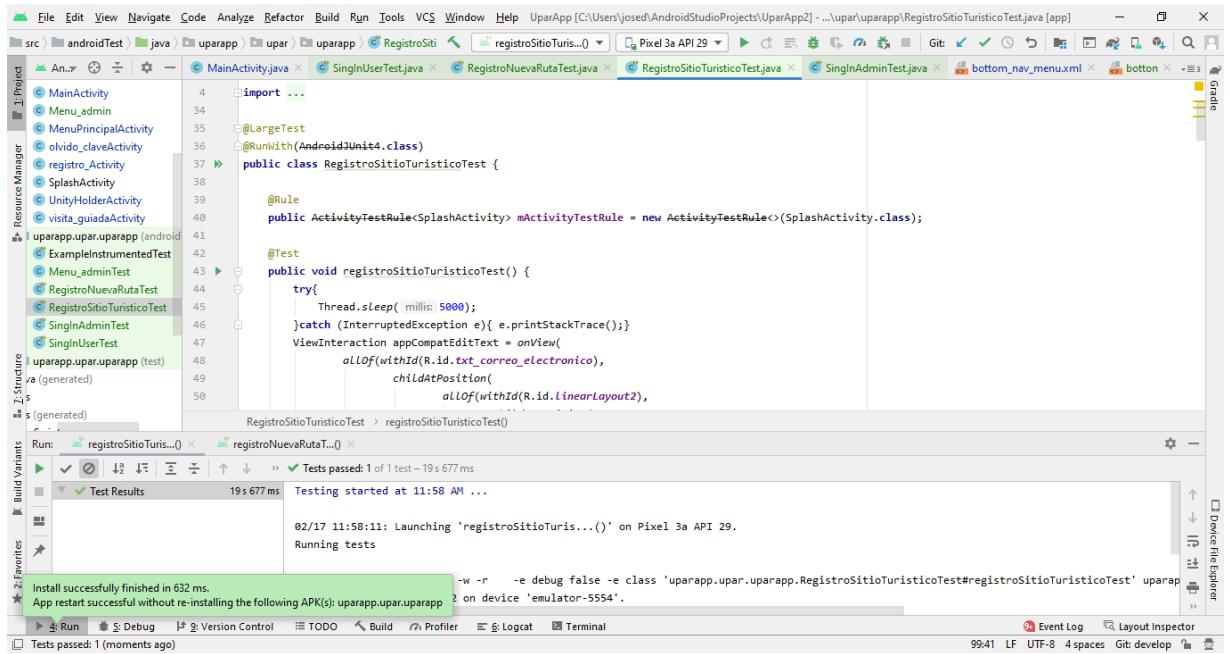 File Edit View Navigate Code Analyze Refactor Build Run Tools VCS Window Help UparApp [C:\Users\josed\AndroidStudioProjects\UparApp2] - ...\upar\uparapp\RegistroSitioTuristicoTest.java [app]
src androidTest java uparapp upar uparapp RegistroSiti registroSitioTuris...() Pixel 3a API 29 Git:
An... MainActivity.java SingInUserTest.java RegistroNuevaRutaTest.java RegistroSitioTuristicoTest.java SingInAdminTest.java bottom_nav_menu.xml botton 3
1: Project
Resource Manager
7: Structure
Build Variants
2: Favorites
MainActivity
Menu_admin
MenuPrincipalActivity
olvido_claveActivity
registro_Activity
SplashActivity
UnityHolderActivity
visita_guiadaActivity
uparapp.upar.uparapp (android
ExampleInstrumentedTest
Menu_adminTest
RegistroNuevaRutaTest
RegistroSitioTuristicoTest
SingInAdminTest
SingInUserTest
uparapp.upar.uparapp (test)
va (generated)
s
s (generated)
4 import ...
34
35 @LargeTest
36 @RunWith(AndroidJUnit4.class)
37 public class RegistroSitioTuristicoTest {
38
39 @Rule
40 public ActivityTestRule<SplashActivity> mActivityTestRule = new ActivityTestRule<>(SplashActivity.class);
41
42 @Test
43 public void registroSitioTuristicoTest() {
44 try{
45 Thread.sleep( millis: 5000);
46 }catch (InterruptedException e){ e.printStackTrace();}
47 ViewInteraction appCompatEditText = onView(
48 allOf(withId(R.id.txt_correo_electronico),
49 childAtPosition(
50 allOf(withId(R.id.linearLayout2),
RegistroSitioTuristicoTest > registroSitioTuristicoTest()
Gradle
Device File Explorer
Run: registroSitioTuris...() registroNuevaRutaT...()
>> Tests passed: 1 of 1 test – 19 s 677 ms
Test Results 19 s 677 ms
Testing started at 11:58 AM ...
02/17 11:58:11: Launching 'registroSitioTuris...()' on Pixel 3a API 29.
Running tests
-w -r -e debug false -e class 'uparapp.upar.uparapp.RegistroSitioTuristicoTest#registroSitioTuristicoTest' uparap
2 on device 'emulator-5554'.
Install successfully finished in 632 ms.
App restart successful without re-installing the following APK(s): uparapp.upar.uparapp
4: Run 5: Debug 9: Version Control TODO Build Profiler 6: Logcat Terminal Event Log Layout Inspector
Tests passed: 1 (moments ago) 99:41 LF UTF-8 4 spaces Git: develop